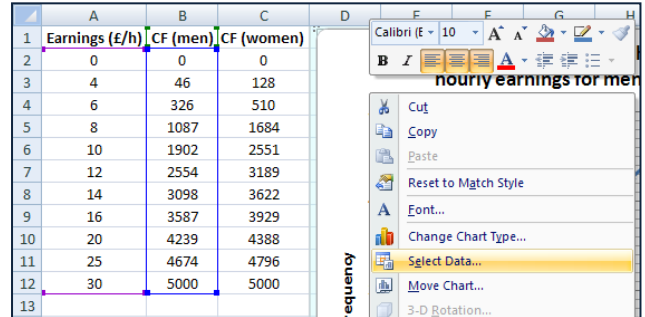 A B C D E F G H
1 Earnings (£/h) CF (men) CF (women)
2 0 0 0
3 4 46 128
4 6 326 510
5 8 1087 1684
6 10 1902 2551
7 12 2554 3189
8 14 3098 3622
9 16 3587 3929
10 20 4239 4388
11 25 4674 4796
12 30 5000 5000
13
Calibri (E 10 A A
B I A
hourly earnings for men
Cut
Copy
Paste
Reset to Match Style
A Font...
Change Chart Type...
Select Data...
Move Chart...
3-D Rotation...
equency